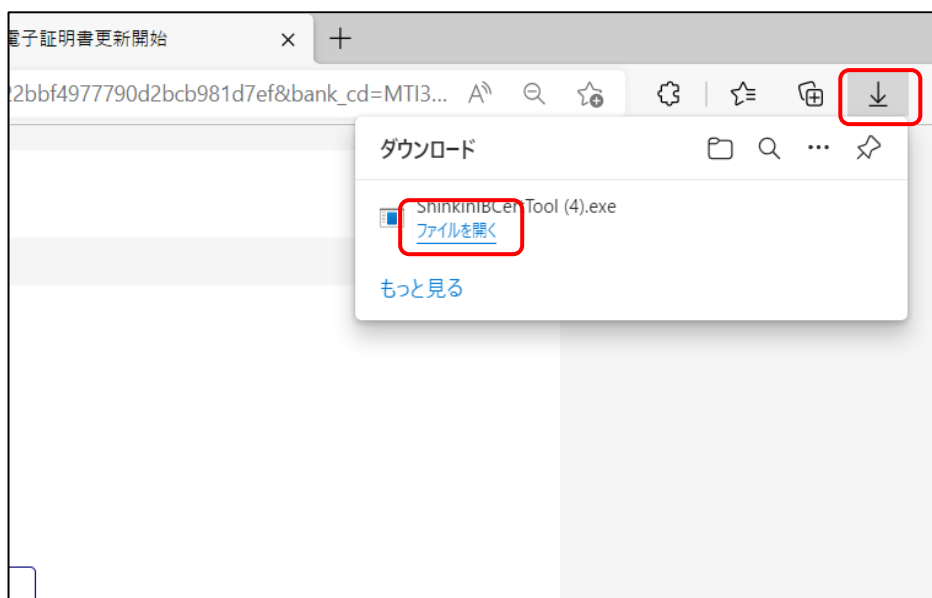 電子証明書更新開始
22bbf4977790d2bcb981d7ef&bank_cd=MTI3...
ダウンロード
ShinkinIBCertTool (4).exe
ファイルを開く
もっと見る